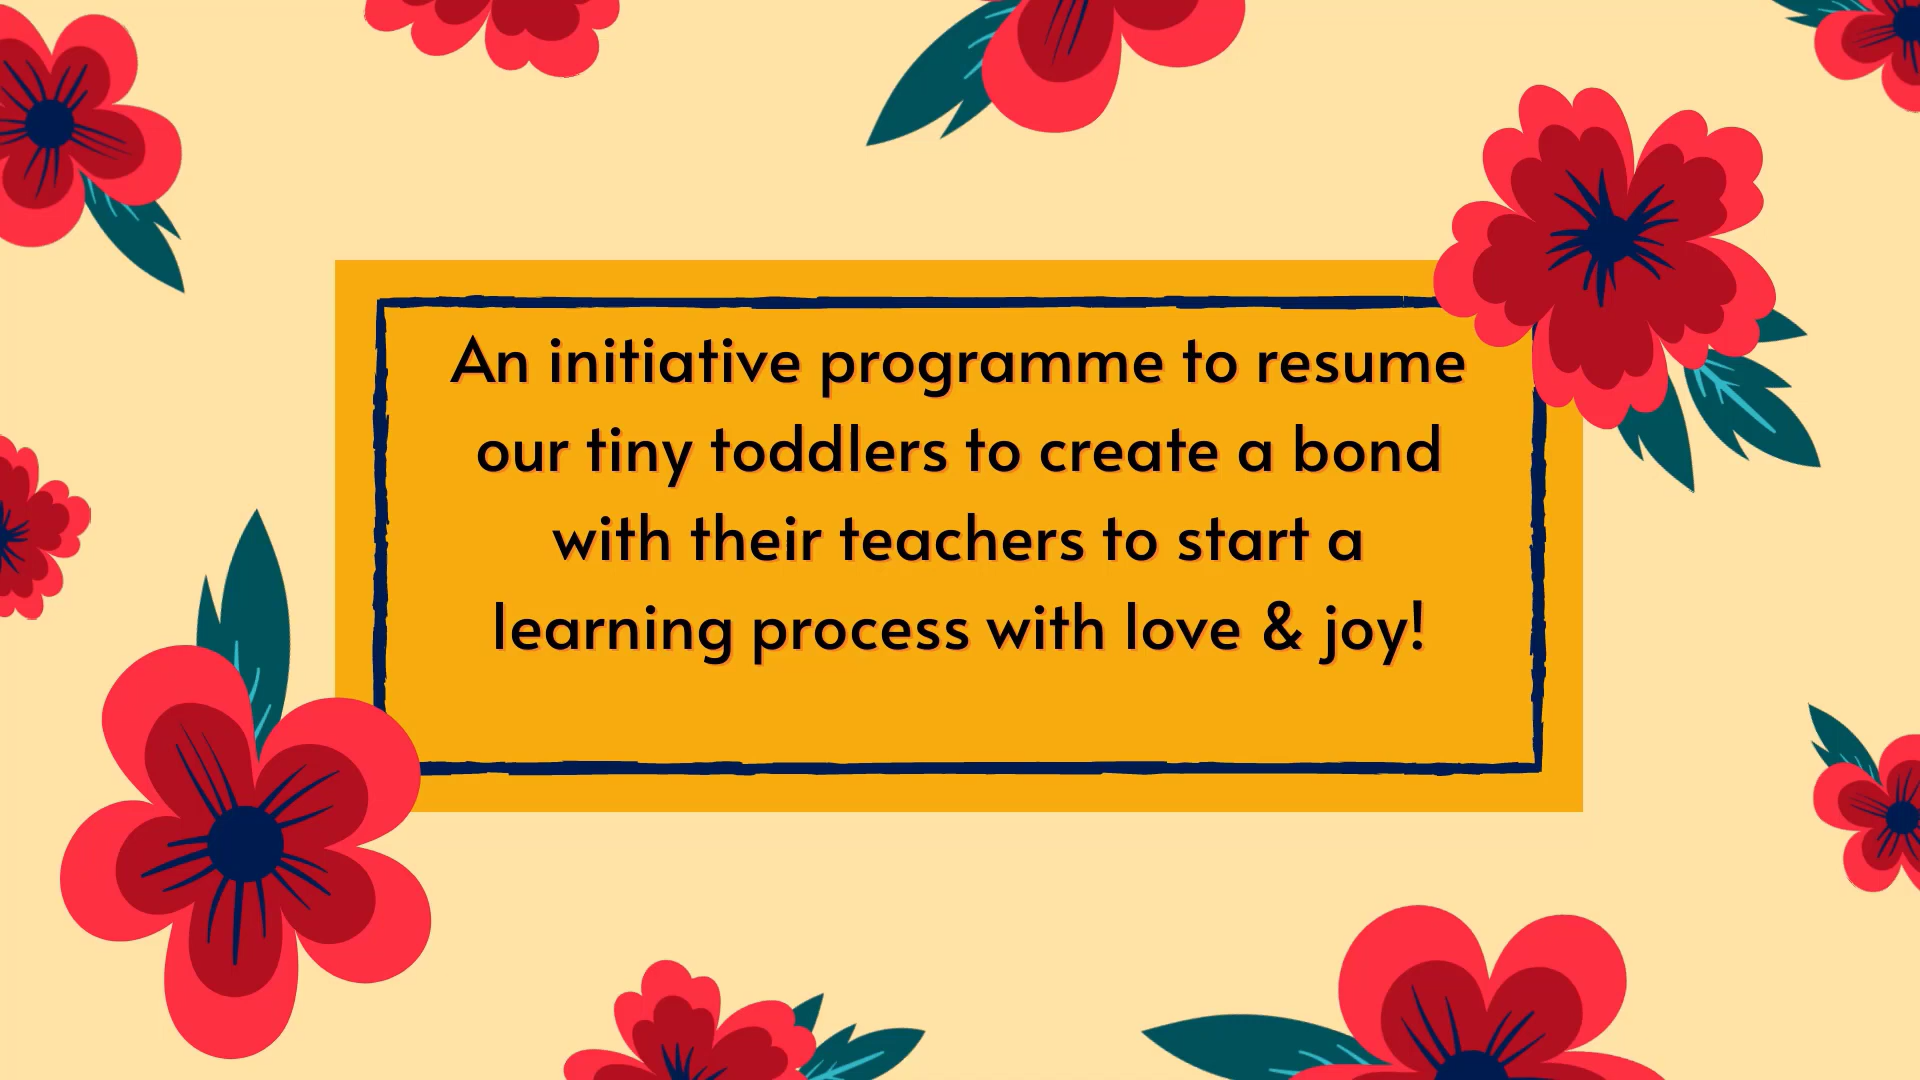 An initiative programme to resume
our tiny toddlers to create a bond
with their teachers to start a
learning process with love & joy!